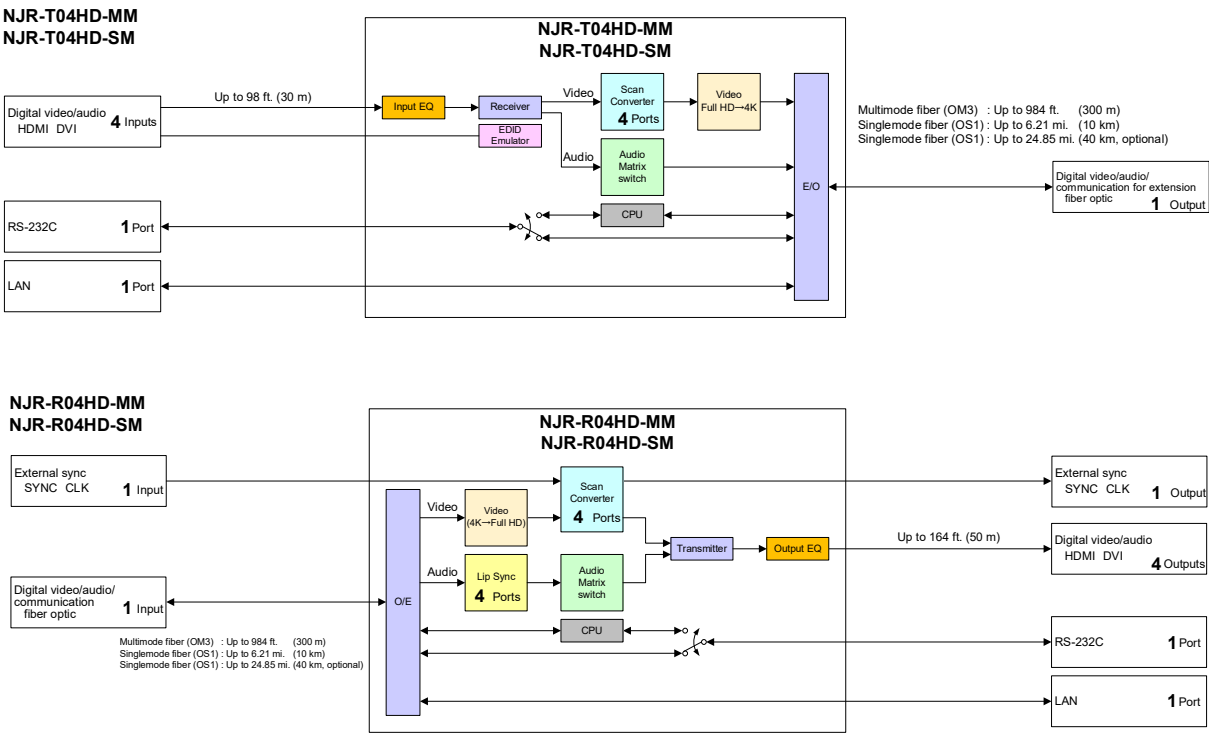 NJR-T04HD-MM
NJR-T04HD-SM
NJR-T04HD-MM
NJR-T04HD-SM
Digital video/audio
HDMI DVI 4 Inputs
Up to 98 ft. (30 m)
Input EQ
Receiver
EDID
Emulator
Video
Audio
Scan
Converter
4 Ports
Video
Full HD→4K
Audio
Matrix
switch
CPU
E/O
Multimode fiber (OM3) : Up to 984 ft. (300 m)
Singlemode fiber (OS1) : Up to 6.21 mi. (10 km)
Singlemode fiber (OS1) : Up to 24.85 mi. (40 km, optional)
Digital video/audio/
communication for extension
fiber optic
1 Output
RS-232C 1 Port
LAN 1 Port
NJR-R04HD-MM
NJR-R04HD-SM
NJR-R04HD-MM
NJR-R04HD-SM
External sync
SYNC CLK 1 Input
Digital video/audio/
communication
fiber optic
1 Input
Multimode fiber (OM3) : Up to 984 ft. (300 m)
Singlemode fiber (OS1) : Up to 6.21 mi. (10 km)
Singlemode fiber (OS1) : Up to 24.85 mi. (40 km, optional)
O/E
Video
Audio
Video
(4K→Full HD)
Lip Sync
4 Ports
Scan
Converter
4 Ports
Audio
Matrix
switch
CPU
Transmitter
Output EQ
Up to 164 ft. (50 m)
External sync
SYNC CLK 1 Output
Digital video/audio
HDMI DVI
4 Outputs
RS-232C 1 Port
LAN 1 Port